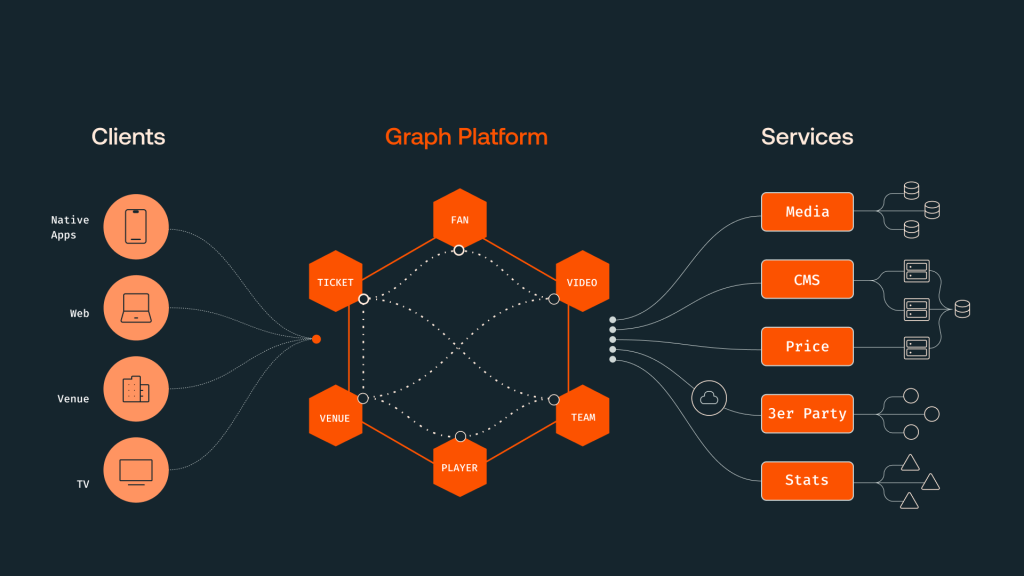 Clients
Graph Platform
Services
Native
Apps
Web
Venue
TV
FAN
TICKET
VIDEO
VENUE
TEAM
PLAYER
Media
CMS
Price
3er Party
Stats